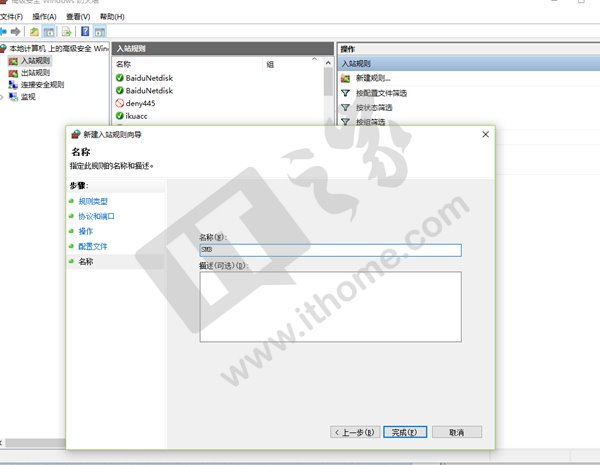 高级安全 Windows 防火墙
文件(F) 操作(A) 查看(V) 帮助(H)
本地计算机 上的高级安全 Win
入站规则
出站规则
连接安全规则
监视
入站规则
名称 组
BaiduNetdisk
BaiduNetdisk
deny445
ikuacc
操作
入站规则
新建规则...
按配置文件筛选
按状态筛选
按组筛选
新建入站规则向导
名称
指定此规则的名称和描述。
步骤:
规则类型
协议和端口
操作
配置文件
名称
名称(N):
SMB
描述(可选)(D):
< 上一步(B) 完成(F) 取消
IT之家
www.ithome.com